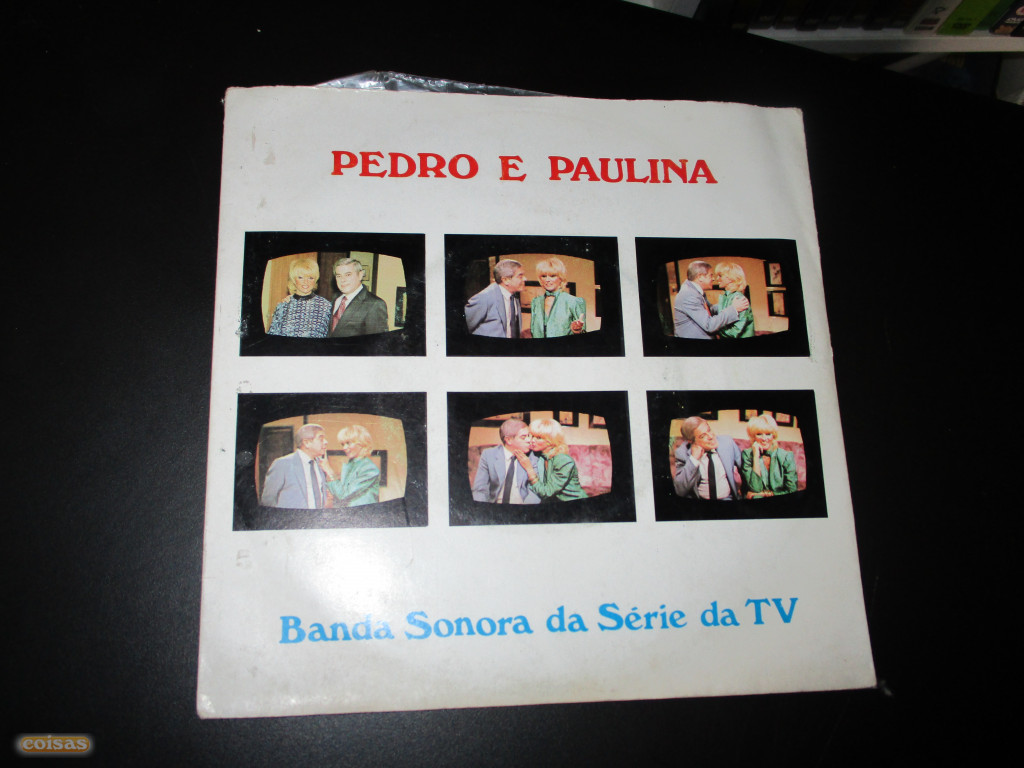 PEDRO E PAULINA
Banda Sonora da Série da TV
coisas